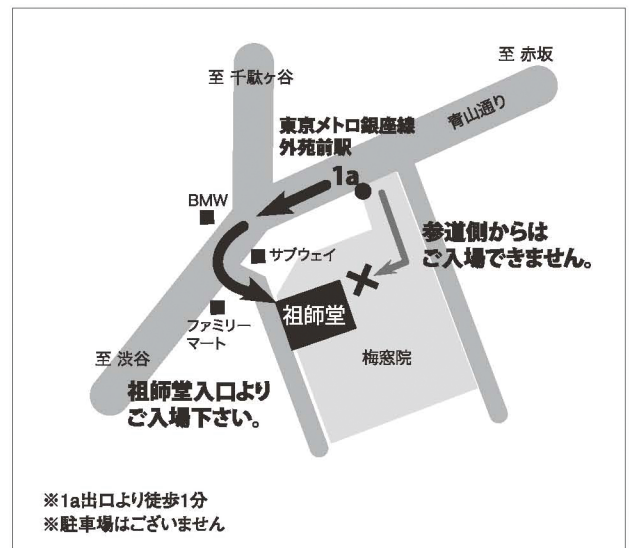 至 赤坂
至 千駄ヶ谷
青山通り
東京メトロ銀座線
外苑前駅
1a
BMW
参道側からは
ご入場できません。
サブウェイ
祖師堂
ファミリー
マート
梅窓院
至 渋谷
祖師堂入口より
ご入場下さい。
※1a出口より徒歩1分
※駐車場はございません